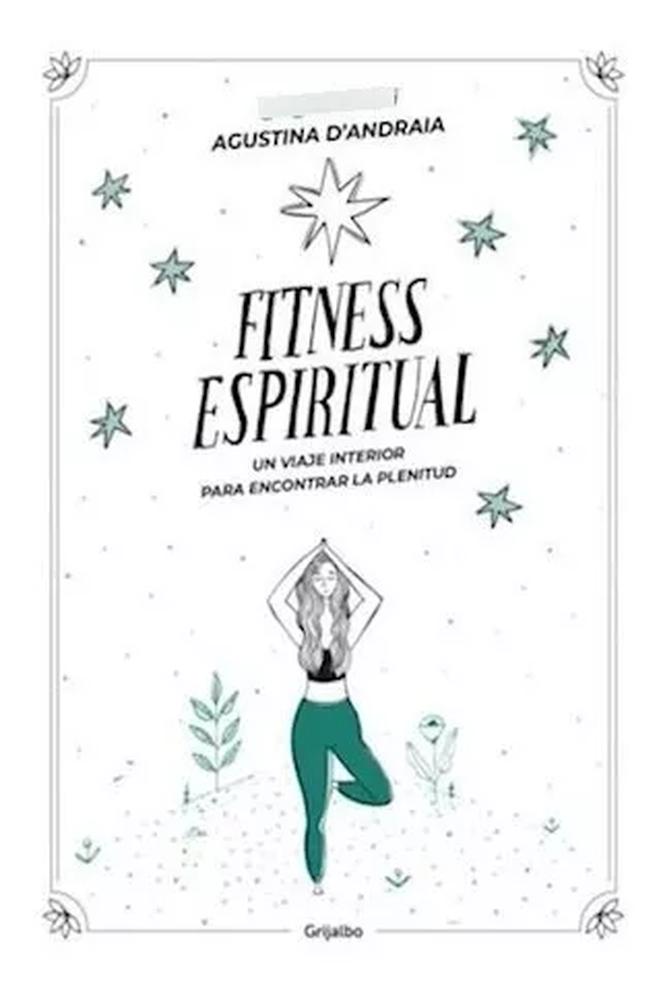 AGUSTINA D'ANDRAIA
FITNESS
ESPIRITUAL
UN VIAJE INTERIOR
PARA ENCONTRAR LA PLENITUD
Grijalbo